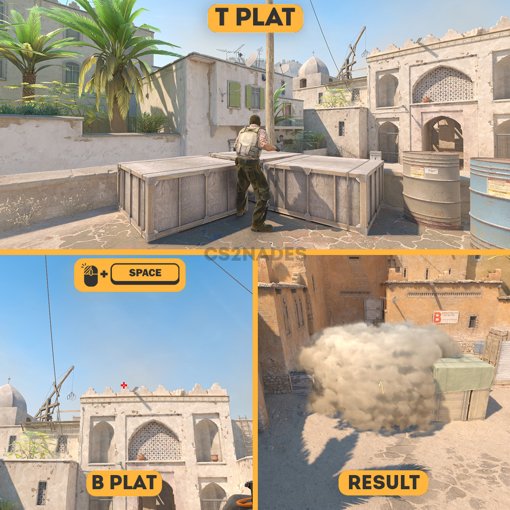 T PLAT
CS2NADES
+ SPACE
B PLAT
B
RESULT